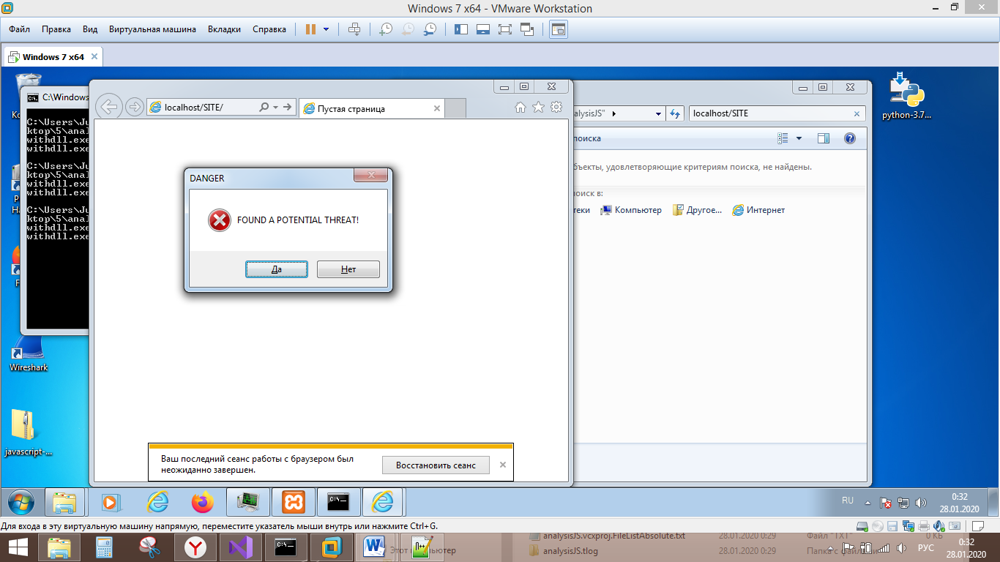 Windows 7 x64 - VMware Workstation
Файл Правка Вид Виртуальная машина Вкладки Справка
Windows 7 x64
C:\Windows
C:\Users\Ju
ktop\5\anal
withdll.exe
withdll.exe
C:\Users\Ju
ktop\5\anal
withdll.exe
withdll.exe
C:\Users\Ju
ktop\5\anal
withdll.exe
withdll.exe
Wireshark
javascript-...
localhost/SITE/
Пустая страница
DANGER
FOUND A POTENTIAL THREAT!
Да Нет
Ваш последний сеанс работы с браузером был
неожиданно завершен.
Восстановить сеанс
alysisJS"
localhost/SITE
поиска
бъекты, удовлетворяющие критериям поиска, не найдены.
оиск в:
теки Компьютер Другое... Интернет
python-3.7...
RU
0:32
28.01.2020
Для входа в эту виртуальную машину напрямую, переместите указатель мыши внутрь или нажмите Ctrl+G.
Этот компьютер
analysisJS.vcxproj.FileListAbsolute.txt 28.01.2020 0:29 Файл "TXT" 0 КБ
analysisJS.tlog 28.01.2020 0:29 Папка с файлами
РУС
0:32
28.01.2020